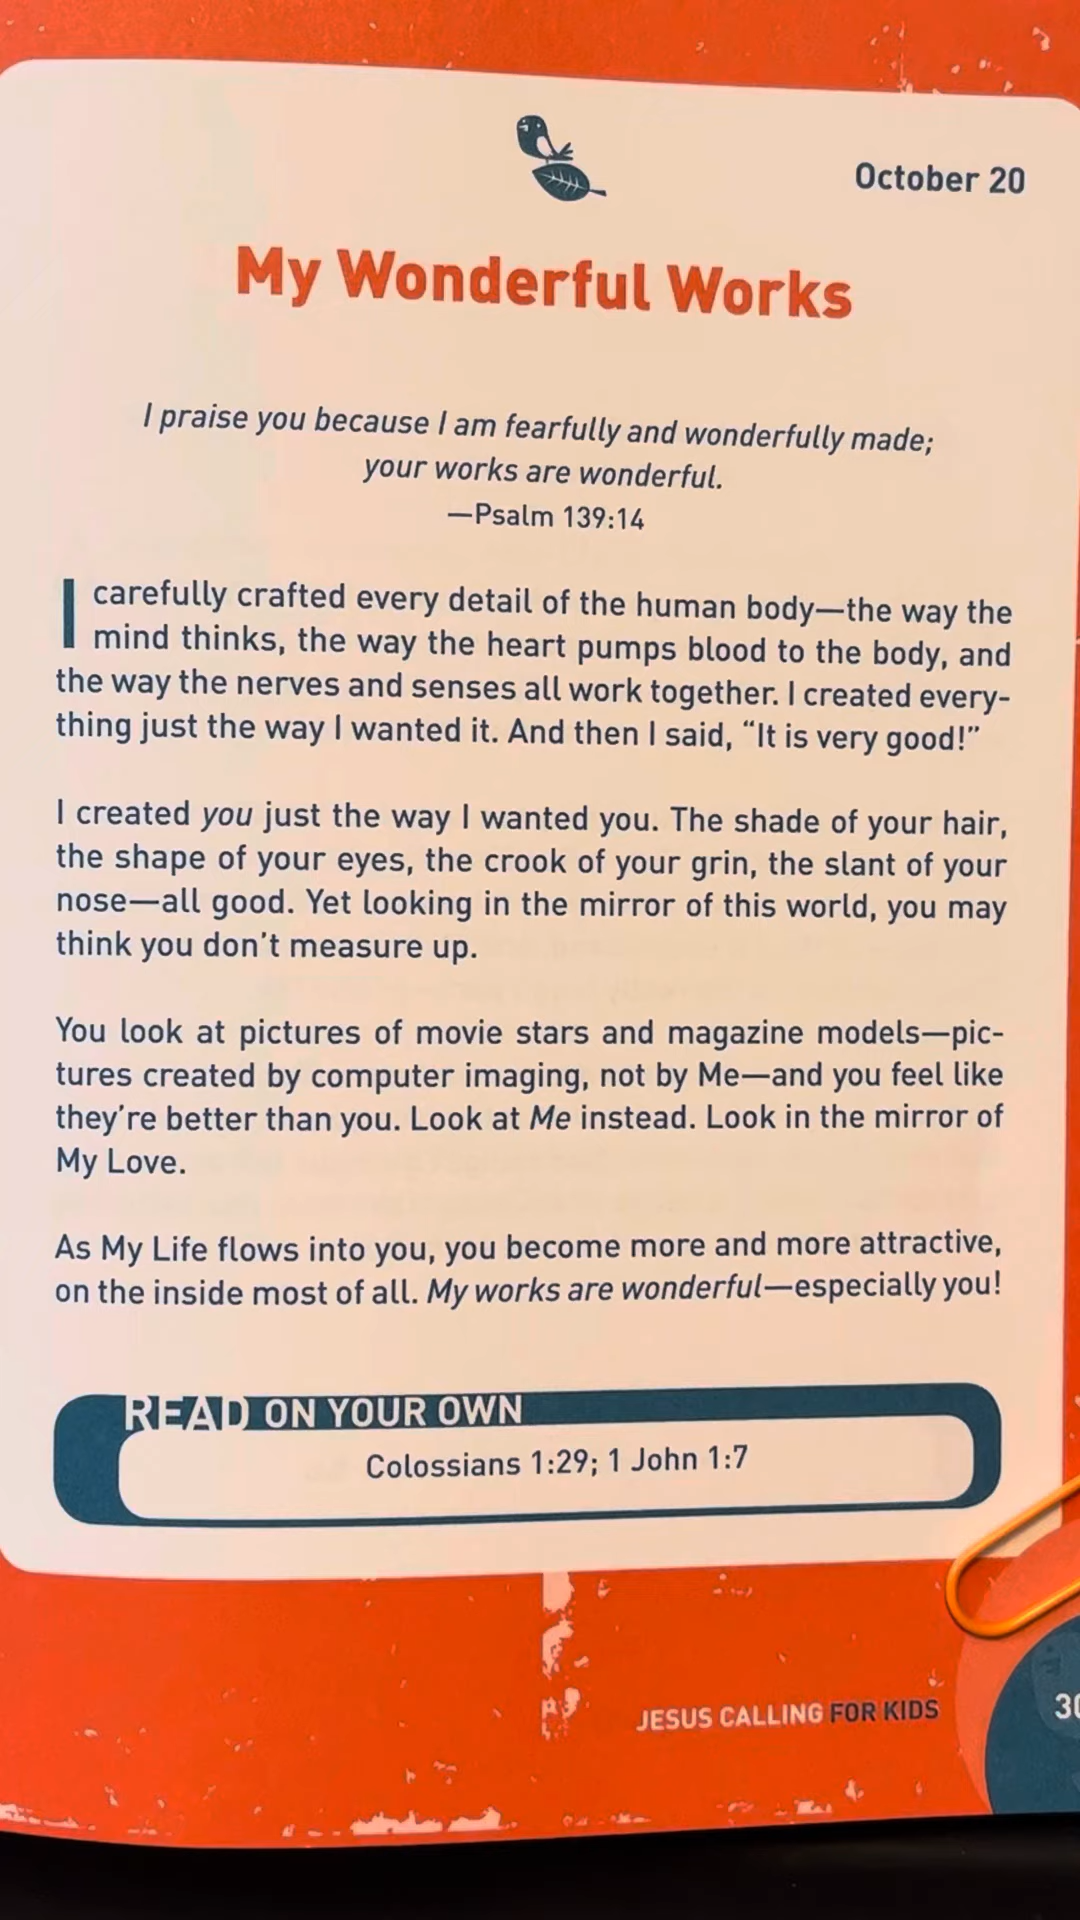 October 20
My Wonderful Works
I praise you because I am fearfully and wonderfully made;
your works are wonderful.
—Psalm 139:14
I carefully crafted every detail of the human body—the way the
mind thinks, the way the heart pumps blood to the body, and
the way the nerves and senses all work together. I created every-
thing just the way I wanted it. And then I said, “It is very good!”
I created you just the way I wanted you. The shade of your hair,
the shape of your eyes, the crook of your grin, the slant of your
nose—all good. Yet looking in the mirror of this world, you may
think you don’t measure up.
You look at pictures of movie stars and magazine models—pic-
tures created by computer imaging, not by Me—and you feel like
they’re better than you. Look at Me instead. Look in the mirror of
My Love.
As My Life flows into you, you become more and more attractive,
on the inside most of all. My works are wonderful—especially you!
READ ON YOUR OWN
Colossians 1:29; 1 John 1:7
JESUS CALLING FOR KIDS